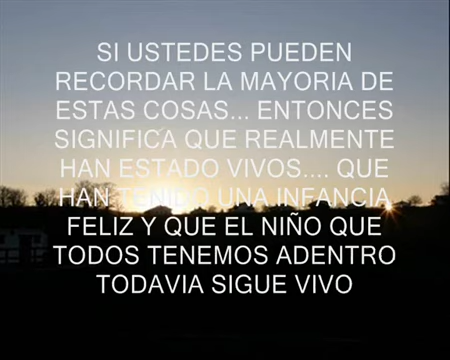 SI USTEDES PUEDEN
RECORDAR LA MAYORIA DE
ESTAS COSAS... ENTONCES
SIGNIFICA QUE REALMENTE
HAN ESTADO VIVOS.... QUE
HAN TENIDO UNA INFANCIA
FELIZ Y QUE EL NIÑO QUE
TODOS TENEMOS ADENTRO
TODAVIA SIGUE VIVO